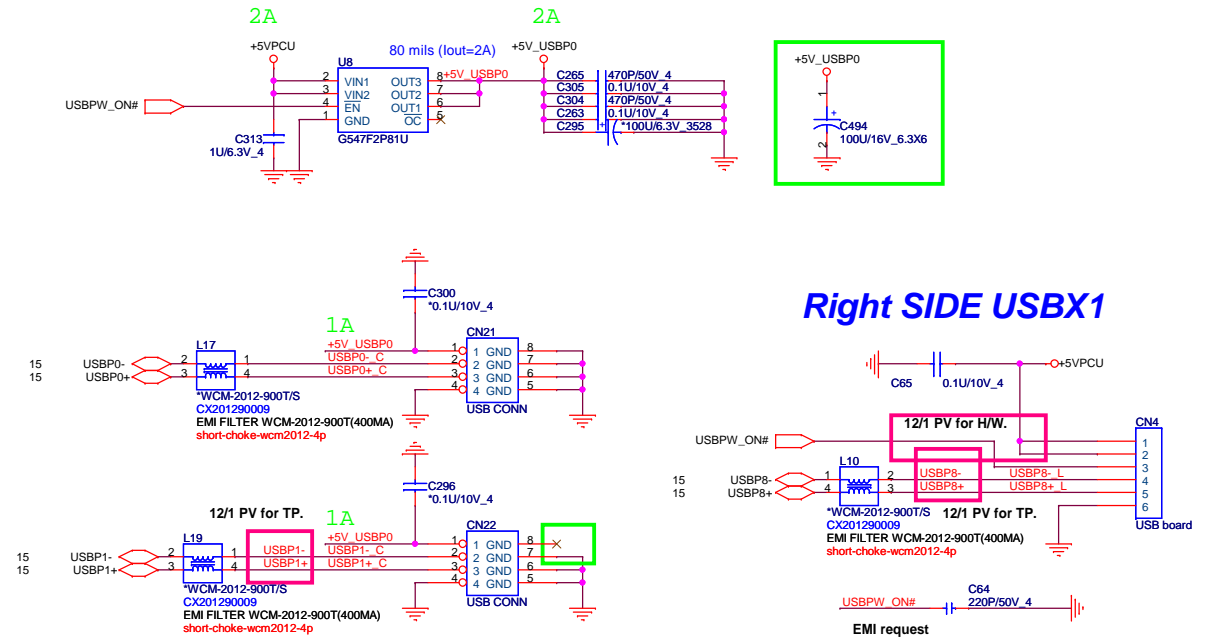 2A
2A
+5VPCU
80 mils (Iout=2A)
+5V_USBP0
U8
USBPW_ON#
2 VIN1 OUT3 8 +5V_USBP0
3 VIN2 OUT2 7
4 EN OUT1 6
1 GND OC 5
G547F2P81U
C313
1U/6.3V_4
C265 470P/50V_4
C305 0.1U/10V_4
C304 470P/50V_4
C263 0.1U/10V_4
C295 + *100U/6.3V_3528
+5V_USBP0
1
+
C494
100U/16V_6.3X6
2
Right SIDE USBX1
C300
*0.1U/10V_4
1A
CN21
L17
+5V_USBP0 1 1 GND 8
15 USBP0- 2 1 USBP0-_C 2 2 GND 7
15 USBP0+ 3 4 USBP0+_C 3 3 GND 6
4 4 GND 5
*WCM-2012-900T/S
CX201290009
EMI FILTER WCM-2012-900T(400MA)
short-choke-wcm2012-4p
USB CONN
C296
*0.1U/10V_4
12/1 PV for TP.
1A
CN22
L19
+5V_USBP0 1 1 GND 8
15 USBP1- 2 1 USBP1- USBP1-_C 2 2 GND 7
15 USBP1+ 3 4 USBP1+ USBP1+_C 3 3 GND 6
4 4 GND 5
*WCM-2012-900T/S
CX201290009
EMI FILTER WCM-2012-900T(400MA)
short-choke-wcm2012-4p
USB CONN
C65 0.1U/10V_4
+5VPCU
12/1 PV for H/W.
CN4
USBPW_ON#
1
2
3
4
5
6
L10
15 USBP8- 1 2 USBP8- USBP8-_L
15 USBP8+ 4 3 USBP8+ USBP8+_L
*WCM-2012-900T/S
12/1 PV for TP.
CX201290009
EMI FILTER WCM-2012-900T(400MA)
short-choke-wcm2012-4p
USB board
USBPW_ON#
C64
220P/50V_4
EMI request